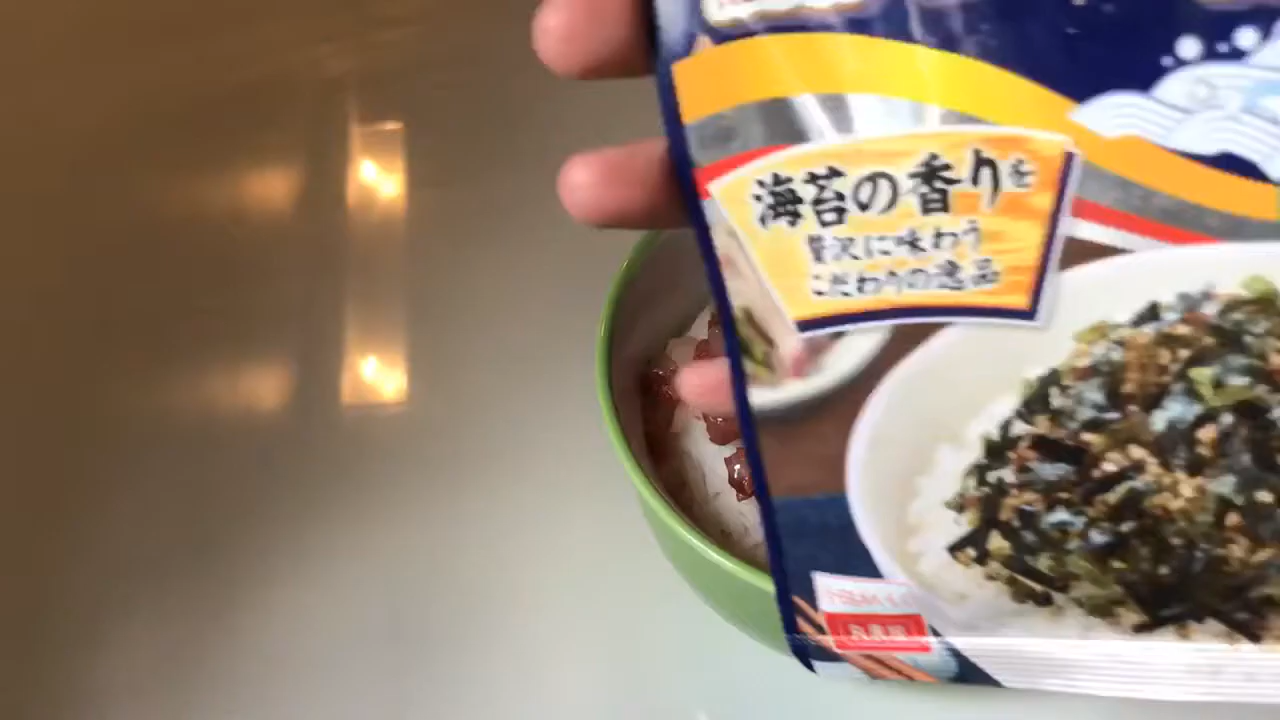 海苔の香りを
贅沢に味わう
こだわりの逸品